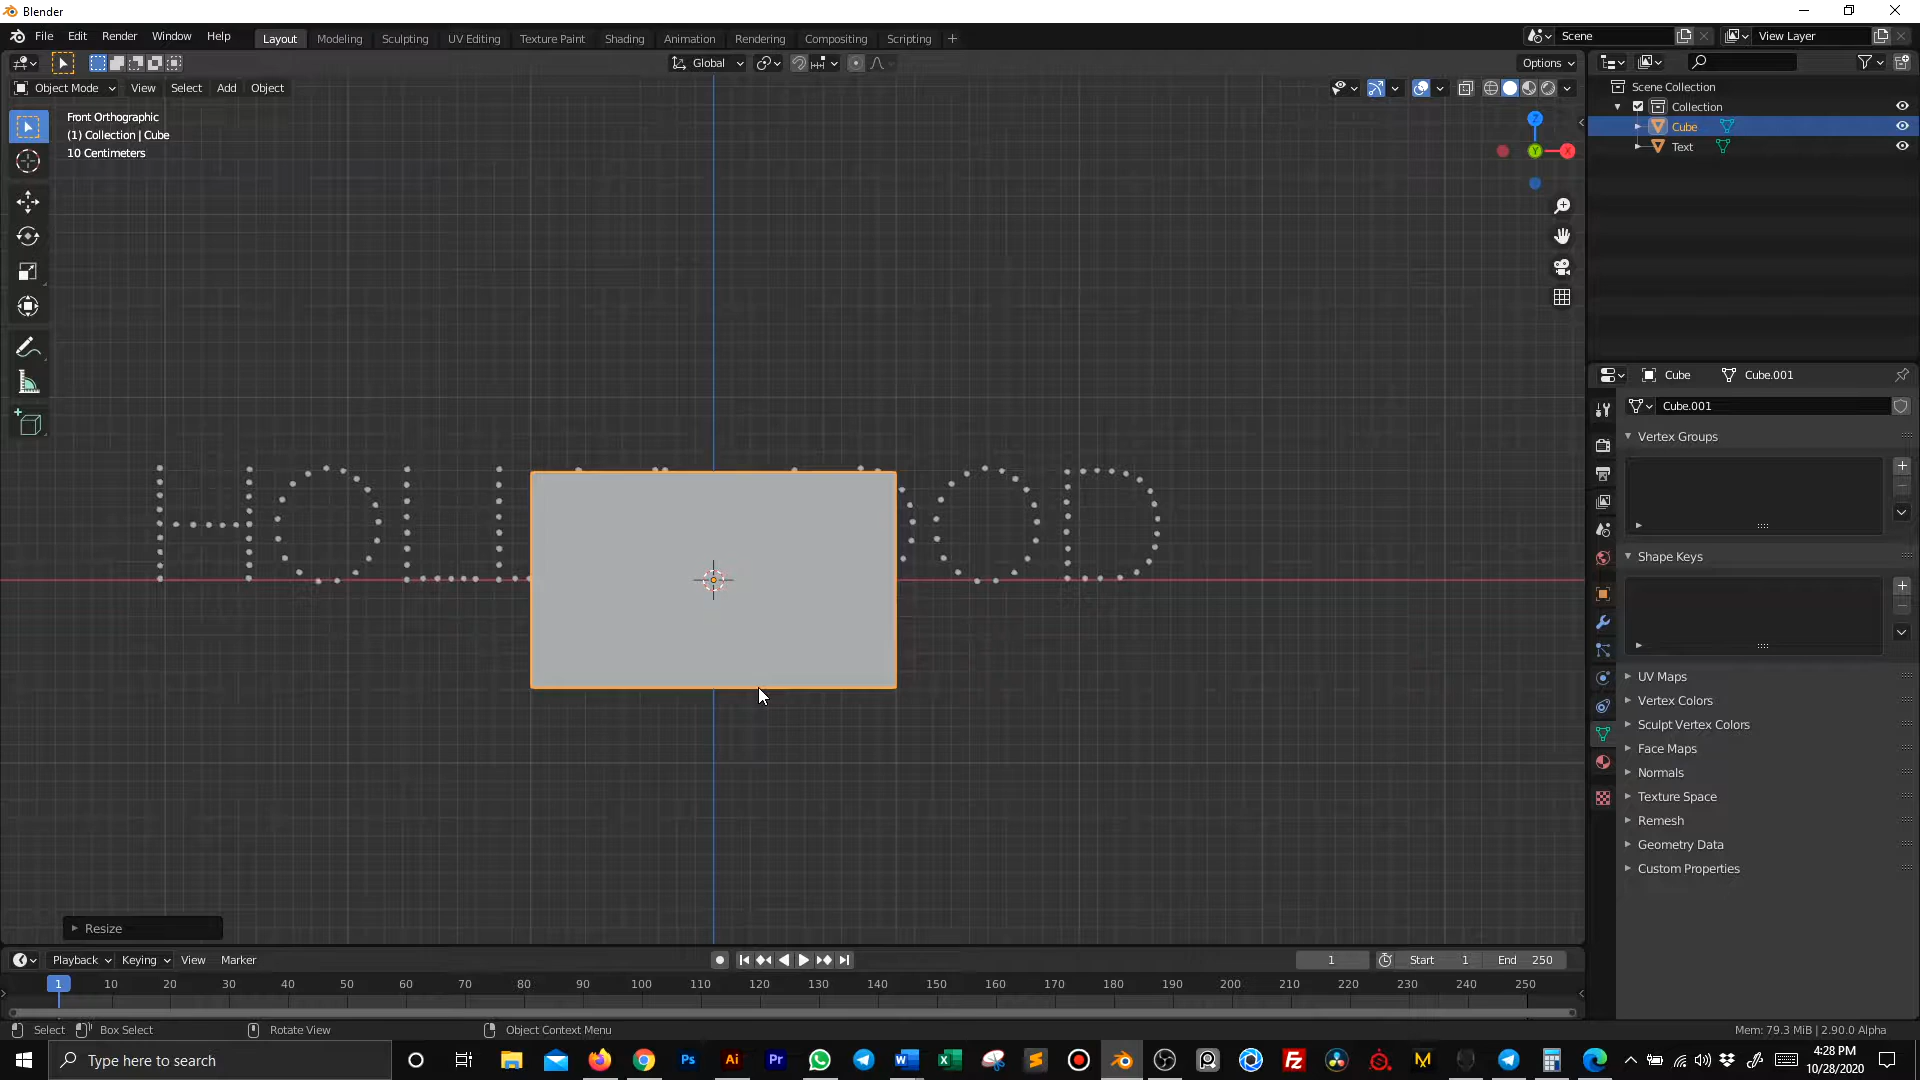 Blender
File Edit Render Window Help
Layout Modeling Sculpting UV Editing Texture Paint Shading Animation Rendering Compositing Scripting
Scene
View Layer
Global
Options
Object Mode View Select Add Object
Front Orthographic
(1) Collection | Cube
10 Centimeters
Z
Y
X
Scene Collection
Collection
Cube
Text
Cube
Cube.001
Cube.001
Vertex Groups
Shape Keys
UV Maps
Vertex Colors
Sculpt Vertex Colors
Face Maps
Normals
Texture Space
Remesh
Geometry Data
Custom Properties
Resize
Playback Keying View Marker
1 Start 1 End 250
1 10 20 30 40 50 60 70 80 90 100 110 120 130 140 150 160 170 180 190 200 210 220 230 240 250
Select Box Select Rotate View Object Context Menu
Mem: 79.3 MiB | 2.90.0 Alpha
Type here to search
Ps Ai Pr
4:28 PM
10/28/2020